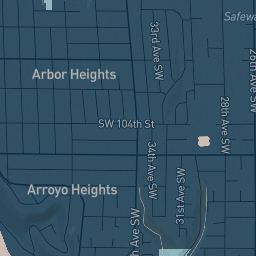 Safewa
33rd Ave SW
Arbor Heights
26th Ave SW
28th Ave SW
SW 104th St
34th Ave SW
31st Ave SW
Arroyo Heights
Ave SW